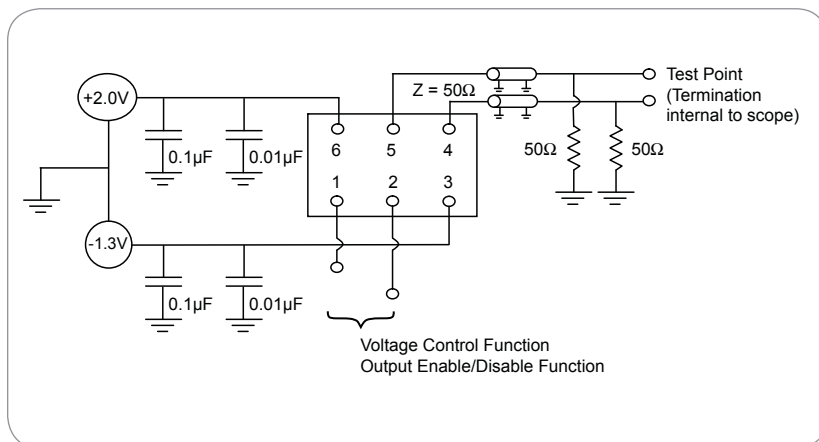 +2.0V
Z = 50Ω
Test Point
(Termination
internal to scope)
0.1µF
0.01µF
6
5
4
50Ω
50Ω
1
2
3
-1.3V
0.1µF
0.01µF
Voltage Control Function
Output Enable/Disable Function